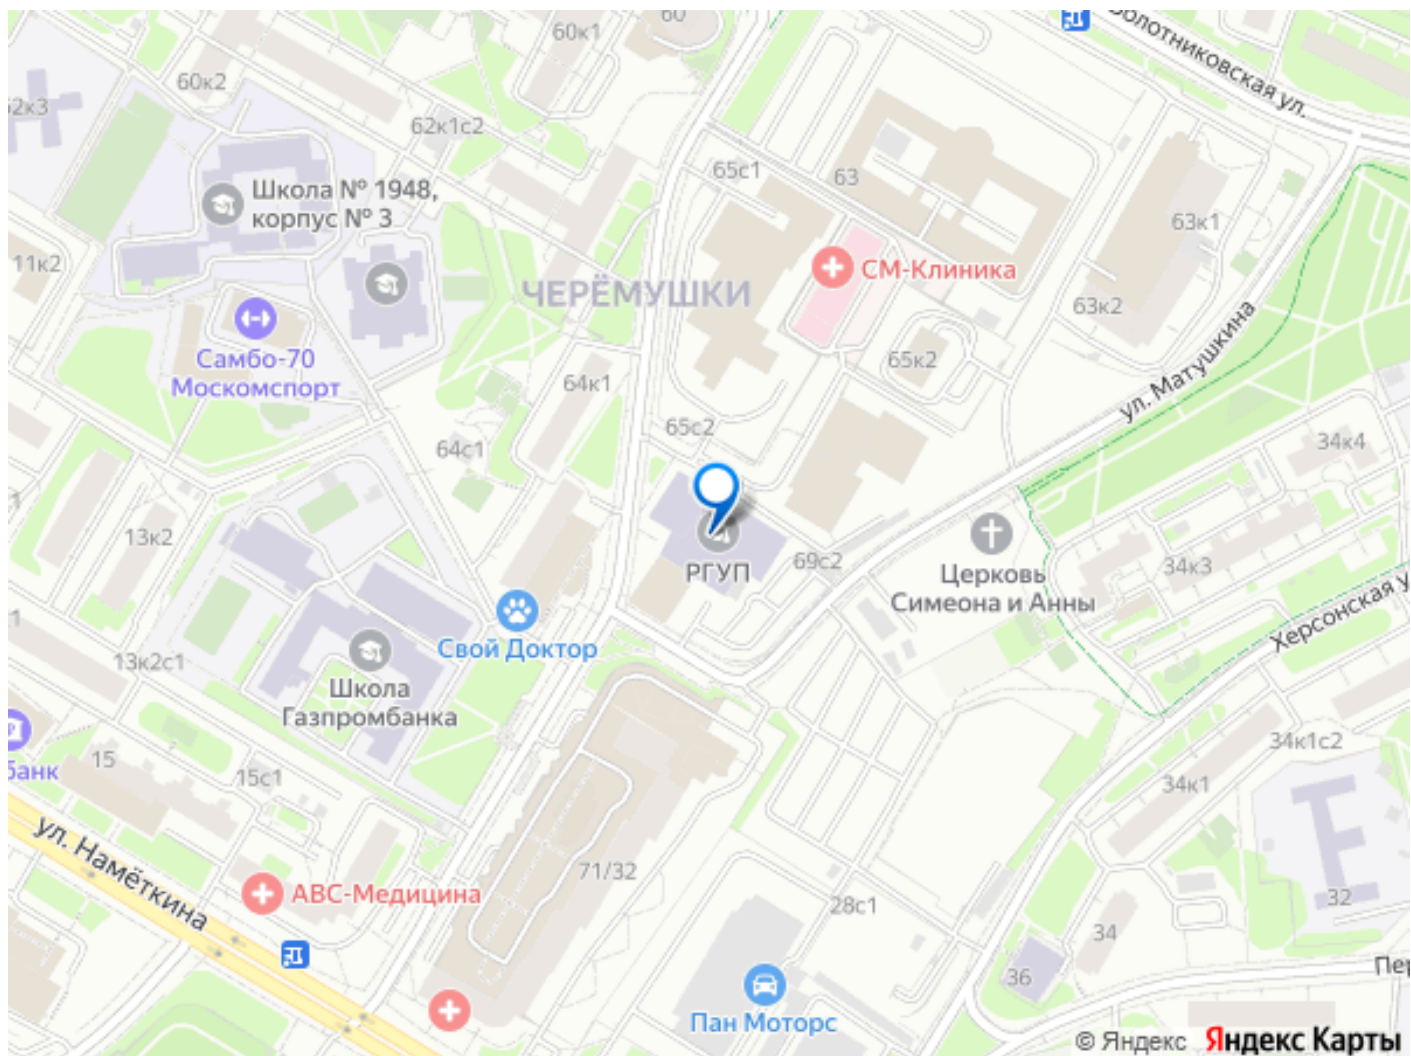 60
60к1
Болотниковская ул.
60к2
62к3
62к1с2
65с1
63
Школа № 1948,
корпус № 3
63к1
11к2
СМ-Клиника
ЧЕРЁМУШКИ
63к2
Самбо-70
Москомспорт
65к2
ул. Матушкина
64к1
65с2
34к4
64с1
13к2
РГУП
69с2
34к3
Церковь
Симеона и Анны
Херсонская у
Свой Доктор
13к2с1
Школа
Газпромбанка
34к1с2
15
банк
15с1
34к1
ул. Намёткина
71/32
АВС-Медицина
28с1
32
34
Пер
36
Пан Моторс
© Яндекс Яндекс Карты